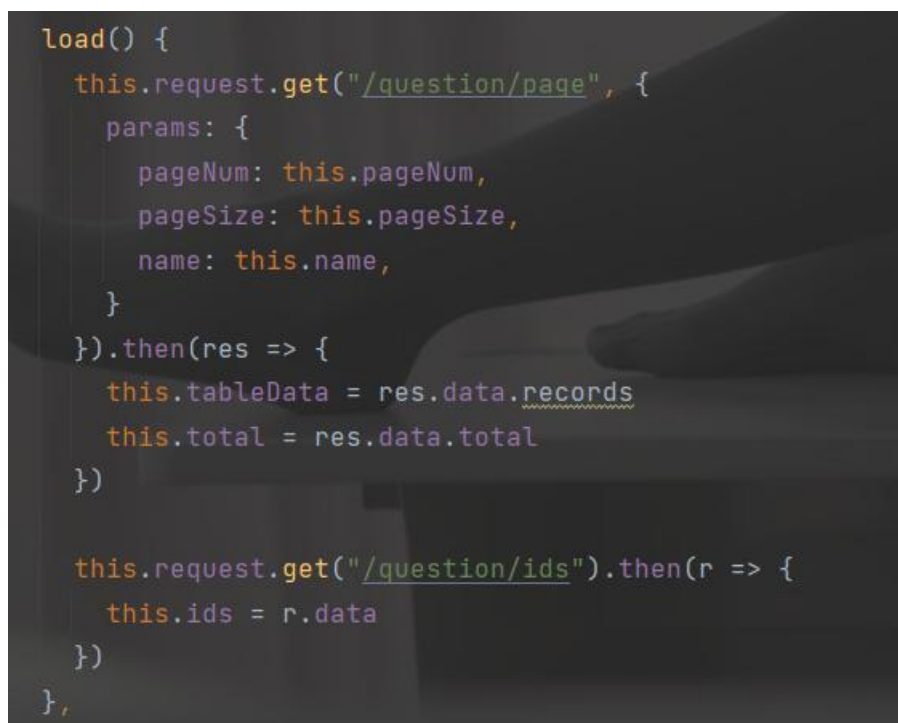 load() {
this.request.get("/question/page", {
params: {
pageNum: this.pageNum,
pageSize: this.pageSize,
name: this.name,
}
}).then(res => {
this.tableData = res.data.records
this.total = res.data.total
})
this.request.get("/question/ids").then(r => {
this.ids = r.data
})
},